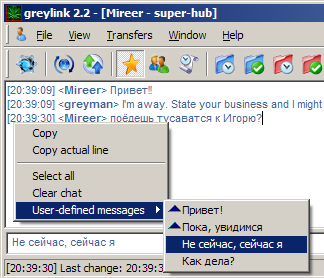 greylink 2.2 - [Mireer - super-hub]
File View Transfers Window Help
[20:39:09] <Mireer> Привет!!
[20:39:09] <greyman> I'm away. State your business and I might
[20:39:30] <Mireer> поёдешь тусаватся к Игорю?
Copy
Copy actual line
Select all
Clear chat
User-defined messages
Привет!
Пока, увидимся
Не сейчас, сейчас я
Как дела?
Не сейчас, сейчас я
[20:39:30] Last change: 20:39:3